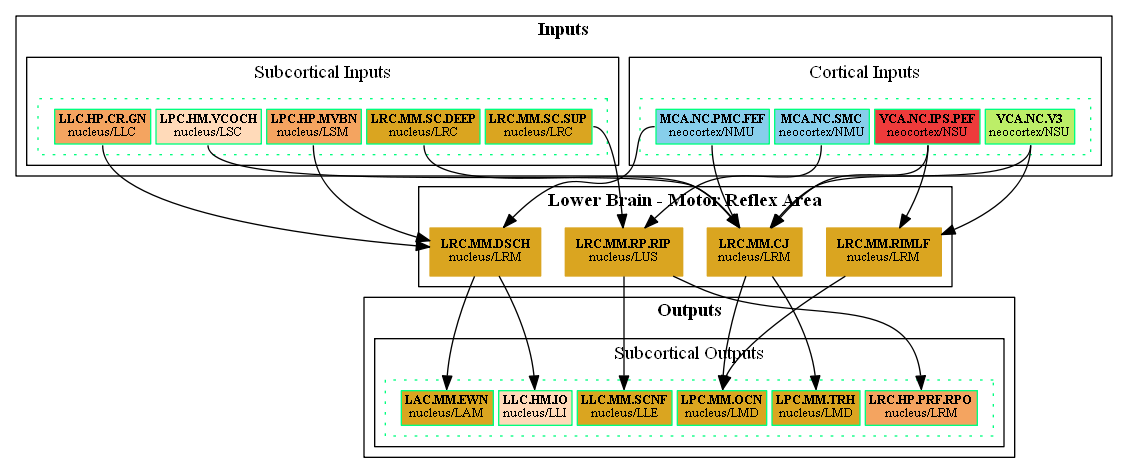 Inputs
Subcortical Inputs
Cortical Inputs
LLC.HP.CR.GN
nucleus/LLC
LPC.HM.VCOCH
nucleus/LSC
LPC.HP.MVBN
nucleus/LSM
LRC.MM.SC.DEEP
nucleus/LRC
LRC.MM.SC.SUP
nucleus/LRC
MCA.NC.PMC.FEF
neocortex/NMU
MCA.NC.SMC
neocortex/NMU
VCA.NC.IPS.PEF
neocortex/NSU
VCA.NC.V3
neocortex/NSU
Lower Brain - Motor Reflex Area
LRC.MM.DSCH
nucleus/LRM
LRC.MM.RP.RIP
nucleus/LUS
LRC.MM.CJ
nucleus/LRM
LRC.MM.RIMLF
nucleus/LRM
Outputs
Subcortical Outputs
LAC.MM.EWN
nucleus/LAM
LLC.HM.IO
nucleus/LLI
LLC.MM.SCNF
nucleus/LLE
LPC.MM.OCN
nucleus/LMD
LPC.MM.TRH
nucleus/LMD
LRC.HP.PRF.RPO
nucleus/LRM